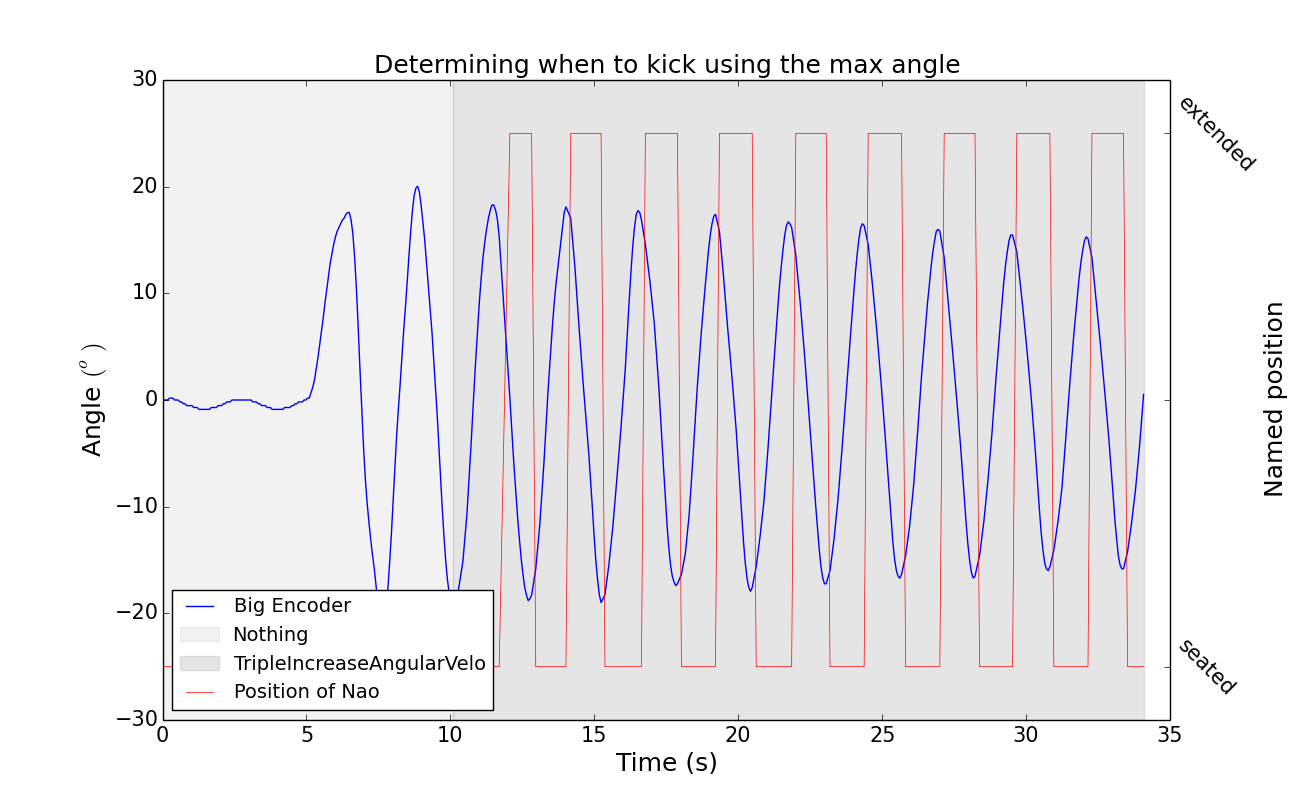 Determining when to kick using the max angle
30
20
10
0
−10
−20
−30
Angle (°)
extended
seated
Named position
Big Encoder
Nothing
TripleIncreaseAngularVelo
Position of Nao
0 5 10 15 20 25 30 35
Time (s)